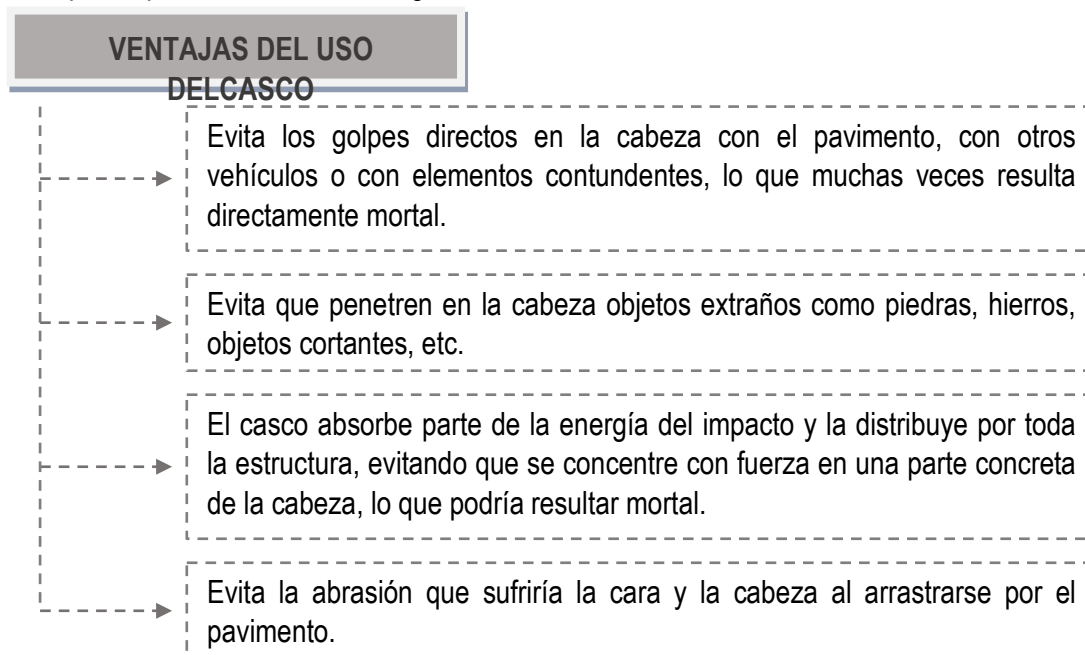 VENTAJAS DEL USO
DELCASCO
Evita los golpes directos en la cabeza con el pavimento, con otros
vehículos o con elementos contundentes, lo que muchas veces resulta
directamente mortal.
Evita que penetren en la cabeza objetos extraños como piedras, hierros,
objetos cortantes, etc.
El casco absorbe parte de la energía del impacto y la distribuye por toda
la estructura, evitando que se concentre con fuerza en una parte concreta
de la cabeza, lo que podría resultar mortal.
Evita la abrasión que sufriría la cara y la cabeza al arrastrarse por el
pavimento.